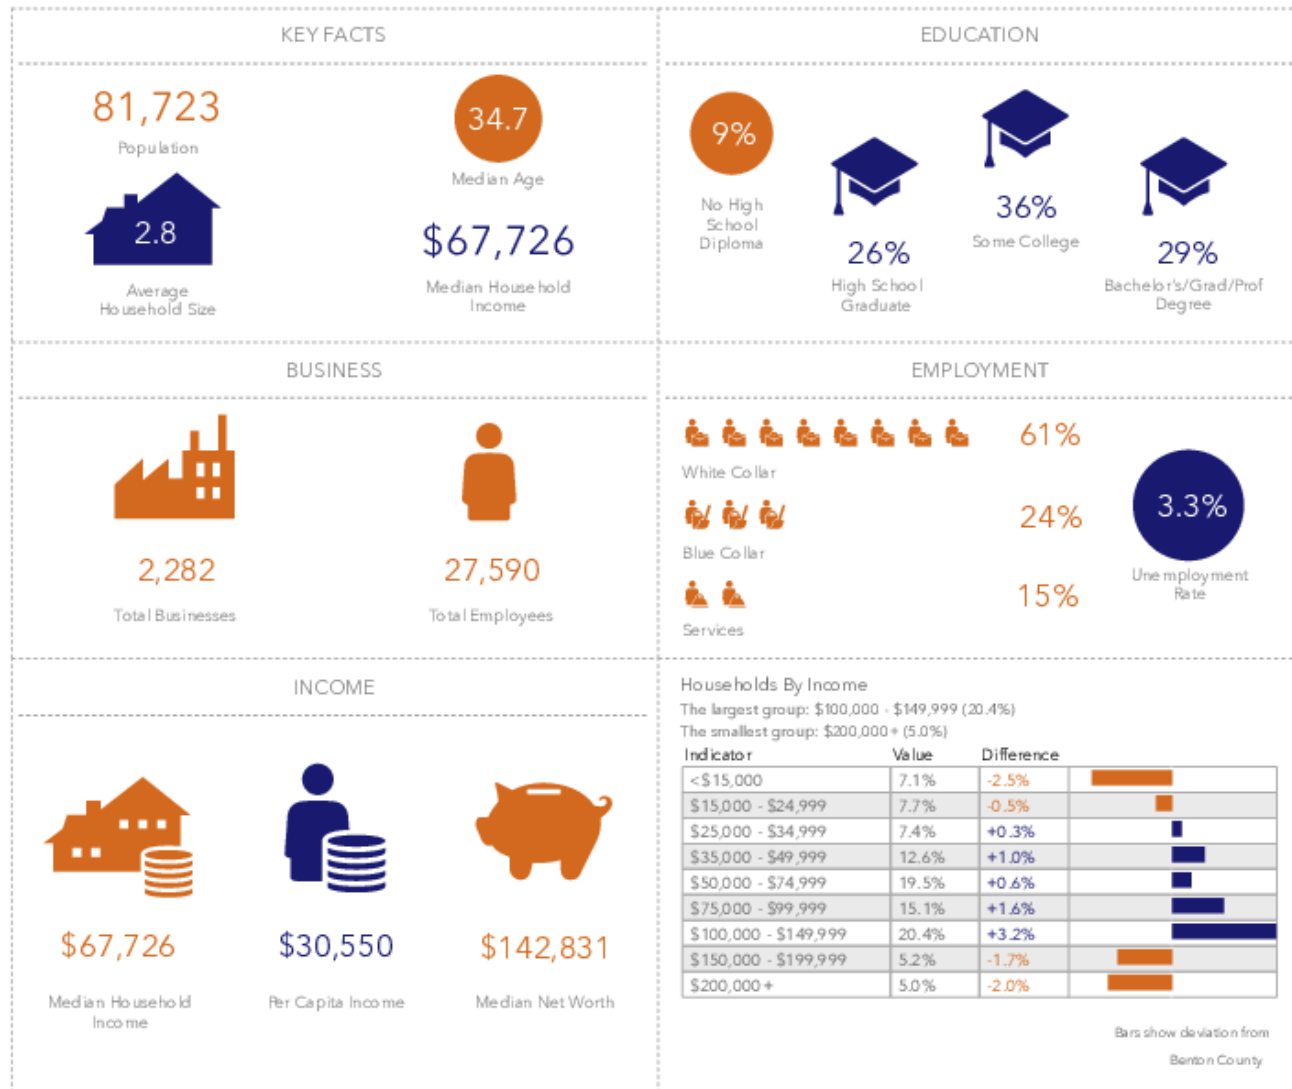 KEY FACTS
81,723
Population
34.7
Median Age
2.8
Average
Household Size
$67,726
Median Household
Income
EDUCATION
9%
No High
School
Diploma
26%
High School
Graduate
36%
Some College
29%
Bachelor's/Grad/Prof
Degree
BUSINESS
2,282
Total Businesses
27,590
Total Employees
EMPLOYMENT
61%
White Collar
24%
Blue Collar
15%
Services
3.3%
Unemployment
Rate
INCOME
$67,726
Median Household
Income
$30,550
Per Capita Income
$142,831
Median Net Worth
Households By Income
The largest group: $100,000 - $149,999 (20.4%)
The smallest group: $200,000+ (5.0%)
Indicator Value Difference
<$15,000 7.1% -2.5%
$15,000 - $24,999 7.7% -0.5%
$25,000 - $34,999 7.4% +0.3%
$35,000 - $49,999 12.6% +1.0%
$50,000 - $74,999 19.5% +0.6%
$75,000 - $99,999 15.1% +1.6%
$100,000 - $149,999 20.4% +3.2%
$150,000 - $199,999 5.2% -1.7%
$200,000+ 5.0% -2.0%
Bars show deviation from
Benton County